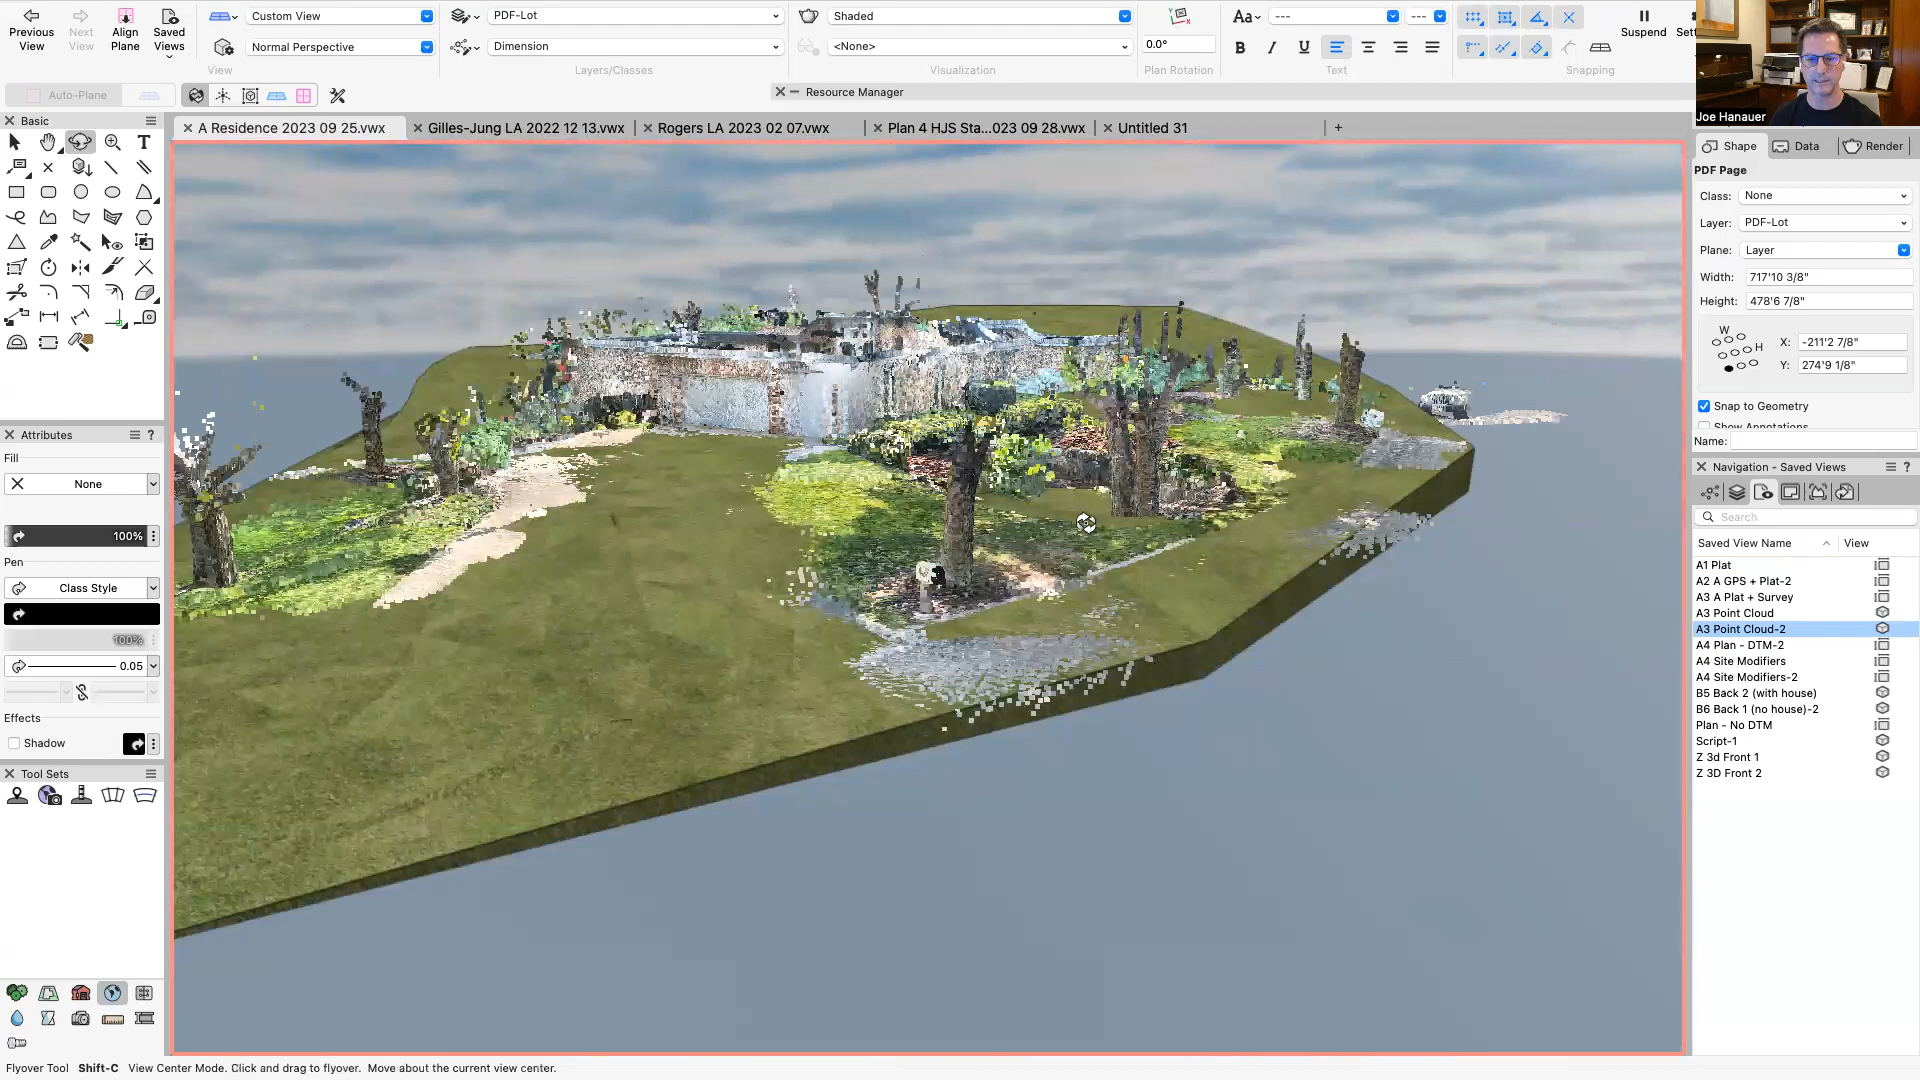 Previous View
Next View
Align Plane
Saved Views
Custom View
Normal Perspective
View
PDF-Lot
Dimension
Layers/Classes
Shaded
<None>
Visualization
0.0°
Plan Rotation
Aa
---
---
B I U
Text
Suspend
Snapping
Auto-Plane
Resource Manager
Joe Hanauer
Basic
A Residence 2023 09 25.vwx
Gilles-Jung LA 2022 12 13.vwx
Rogers LA 2023 02 07.vwx
Plan 4 HJS Sta...023 09 28.vwx
Untitled 31
+
T
Attributes
?
Fill
None
100%
Pen
Class Style
100%
0.05
Effects
Shadow
Tool Sets
Shape
Data
Render
PDF Page
Class: None
Layer: PDF-Lot
Plane: Layer
Width: 717'10 3/8"
Height: 478'6 7/8"
W
H
X: -211'2 7/8"
Y: 274'9 1/8"
Snap to Geometry
Show Annotations
Name:
Navigation - Saved Views
?
Search
Saved View Name
View
A1 Plat
A2 A GPS + Plat-2
A3 A Plat + Survey
A3 Point Cloud
A3 Point Cloud-2
A4 Plan - DTM-2
A4 Site Modifiers
A4 Site Modifiers-2
B5 Back 2 (with house)
B6 Back 1 (no house)-2
Plan - No DTM
Script-1
Z 3d Front 1
Z 3D Front 2
Flyover Tool Shift-C View Center Mode. Click and drag to flyover. Move about the current view center.